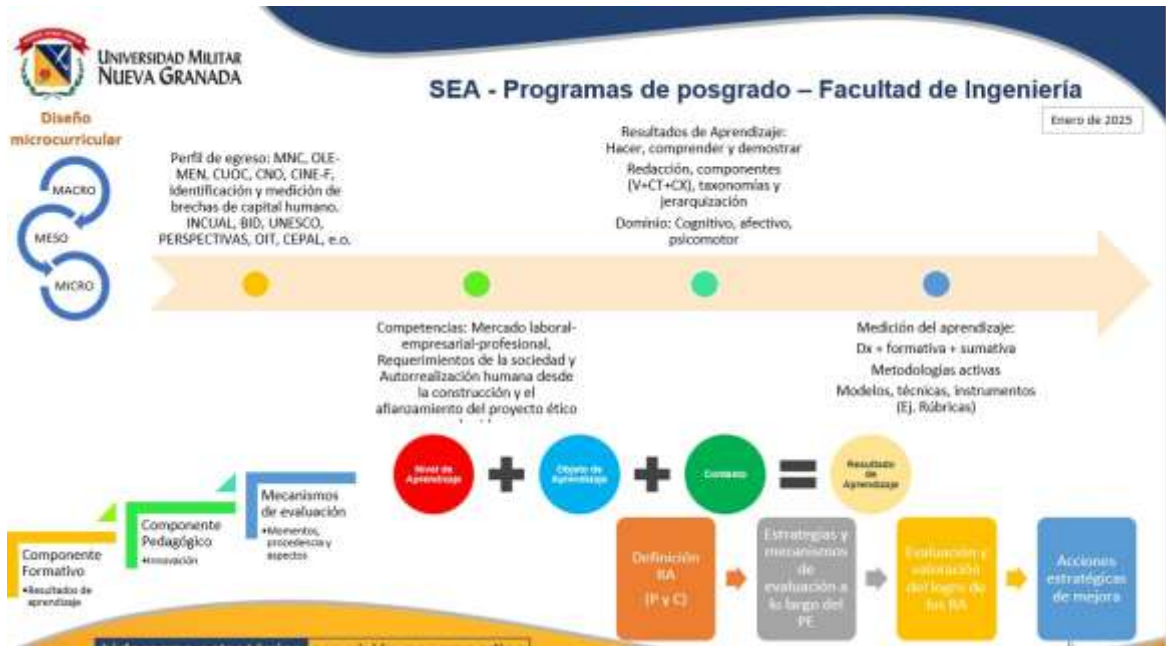 UNIVERSIDAD MILITAR
NUEVA GRANADA
SEA - Programas de posgrado – Facultad de Ingeniería
Enero de 2025
Diseño
microcurricular
MACRO
MESO
MICRO
Perfil de egreso: MNC, OLE-
MEN, CUOC, CNO, CINE-F,
Identificación y medición de
brechas de capital humano.
INCUAL, BID, UNESCO,
PERSPECTIVAS, OIT, CEPAL, e.o.
Resultados de Aprendizaje:
Hacer, comprender y demostrar
Redacción, componentes
(V+CT+CX), taxonomías y
jerarquización
Dominio: Cognitivo, afectivo,
psicomotor
Competencias: Mercado laboral-
empresarial-profesional,
Requerimientos de la sociedad y
Autorrealización humana desde
la construcción y el
afianzamiento del proyecto ético
Medición del aprendizaje:
Dx + formativa + sumativa
Metodologías activas
Modelos, técnicas, instrumentos
(Ej. Rúbricas)
Nivel de
Aprendizaje
+
Objeto de
Aprendizaje
+
Contexto
=
Resultado
de
Aprendizaje
Componente
Formativo
•Resultados de
aprendizaje
Componente
Pedagógico
•Innovación
Mecanismos
de evaluación
•Momentos,
procedencia y
aspectos
Definición
RA
(P y C)
Estrategias y
mecanismos
de
evaluación a
lo largo del
PE
Evaluación y
valoración
del logro de
los RA
Acciones
estratégicas
de mejora